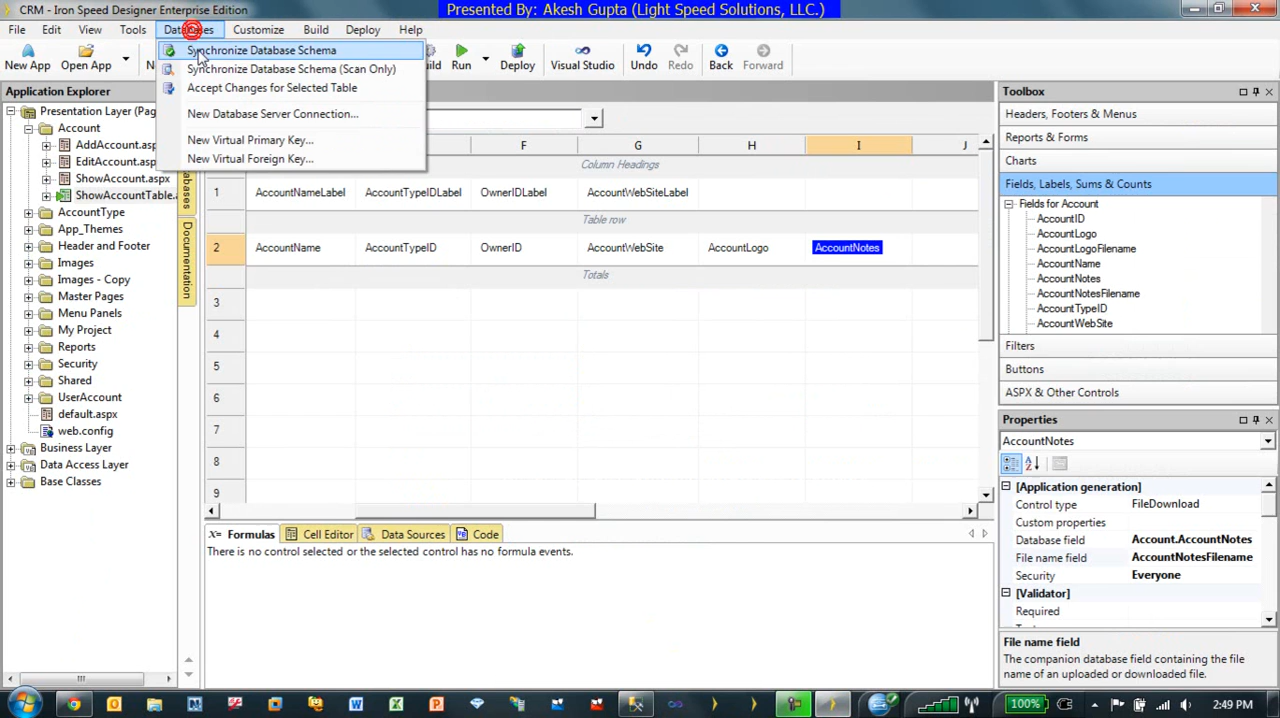 CRM - Iron Speed Designer Enterprise Edition
Presented By: Akesh Gupta (Light Speed Solutions, LLC.)
File Edit View Tools Databases Customize Build Deploy Help
New App Open App Run Deploy Visual Studio Undo Redo Back Forward
Synchronize Database Schema
Synchronize Database Schema (Scan Only)
Accept Changes for Selected Table
New Database Server Connection...
New Virtual Primary Key...
New Virtual Foreign Key...
Application Explorer
Presentation Layer (Pag
Account
AddAccount.asp
EditAccount.asp
ShowAccount.aspx
ShowAccountTable.a
AccountType
App_Themes
Header and Footer
Images
Images - Copy
Master Pages
Menu Panels
My Project
Reports
Security
Shared
UserAccount
default.aspx
web.config
Business Layer
Data Access Layer
Base Classes
Documentation
F G H I J
Column Headings
1 AccountNameLabel AccountTypeIDLabel OwnerIDLabel AccountWebSiteLabel
Table row
2 AccountName AccountTypeID OwnerID AccountWebSite AccountLogo AccountNotes
Totals
3
4
5
6
7
8
9
X= Formulas Cell Editor Data Sources Code
There is no control selected or the selected control has no formula events.
Toolbox
Headers, Footers & Menus
Reports & Forms
Charts
Fields, Labels, Sums & Counts
Fields for Account
AccountID
AccountLogo
AccountLogoFilename
AccountName
AccountNotes
AccountNotesFilename
AccountTypeID
AccountWebSite
Filters
Buttons
ASPX & Other Controls
Properties
AccountNotes
[Application generation]
Control type FileDownload
Custom properties
Database field Account.AccountNotes
File name field AccountNotesFilename
Security Everyone
[Validator]
Required
File name field
The companion database field containing the file
name of an uploaded or downloaded file.
100% 2:49 PM